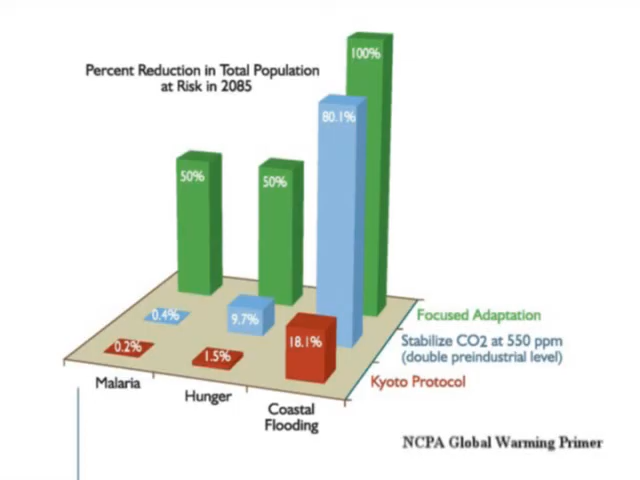 Percent Reduction in Total Population
at Risk in 2085
100%
80.1%
50%
50%
0.4%
9.7%
0.2%
1.5%
18.1%
Focused Adaptation
Stabilize CO2 at 550 ppm
(double preindustrial level)
Kyoto Protocol
Malaria
Hunger
Coastal
Flooding
NCPA Global Warming Primer